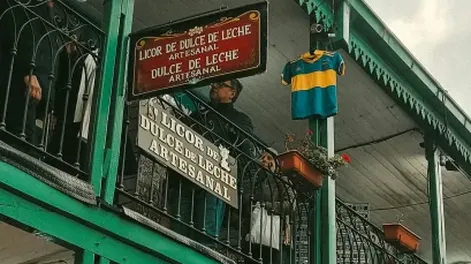 LICOR DE DULCE DE LECHE
ARTESANAL
DULCE DE LECHE
ARTESANAL
LICOR DE
DULCE DE LECHE
ARTESANAL